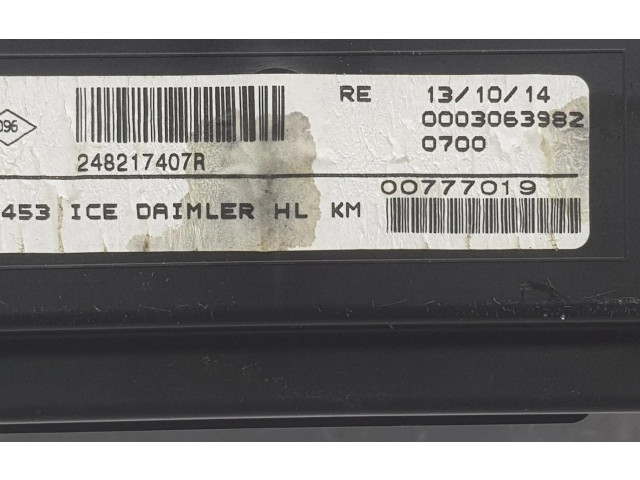 RE 13/10/14
096
0003063982
248217407R
0700
453 ICE DAIMLER HL KM
00777019